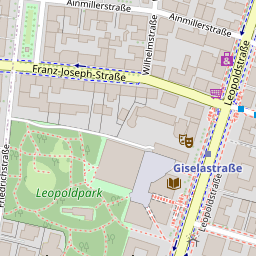 Ainmillerstraße
Ainmillerstraße
Wilhelmstraße
Leopoldstraße
Franz-Joseph-Straße
Giselastraße
Friedrichstraße
Leopoldpark
Leopoldstraße